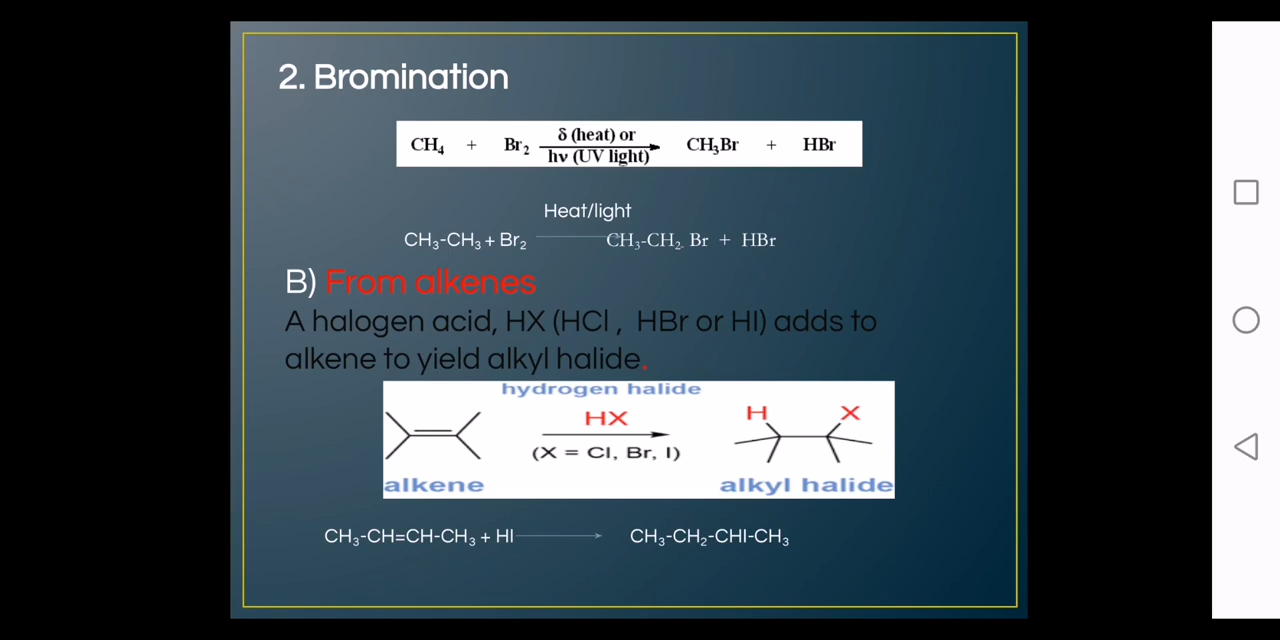 2. Bromination
δ (heat) or
CH₄ + Br₂ → CH₃Br + HBr
hν (UV light)
Heat/light
CH₃-CH₃ + Br₂ → CH₃-CH₂- Br + HBr
B) From alkenes
A halogen acid, HX (HCl , HBr or HI) adds to
alkene to yield alkyl halide.
hydrogen halide
HX
H X
(X = Cl, Br, I)
alkene alkyl halide
CH₃-CH=CH-CH₃ + HI → CH₃-CH₂-CHI-CH₃